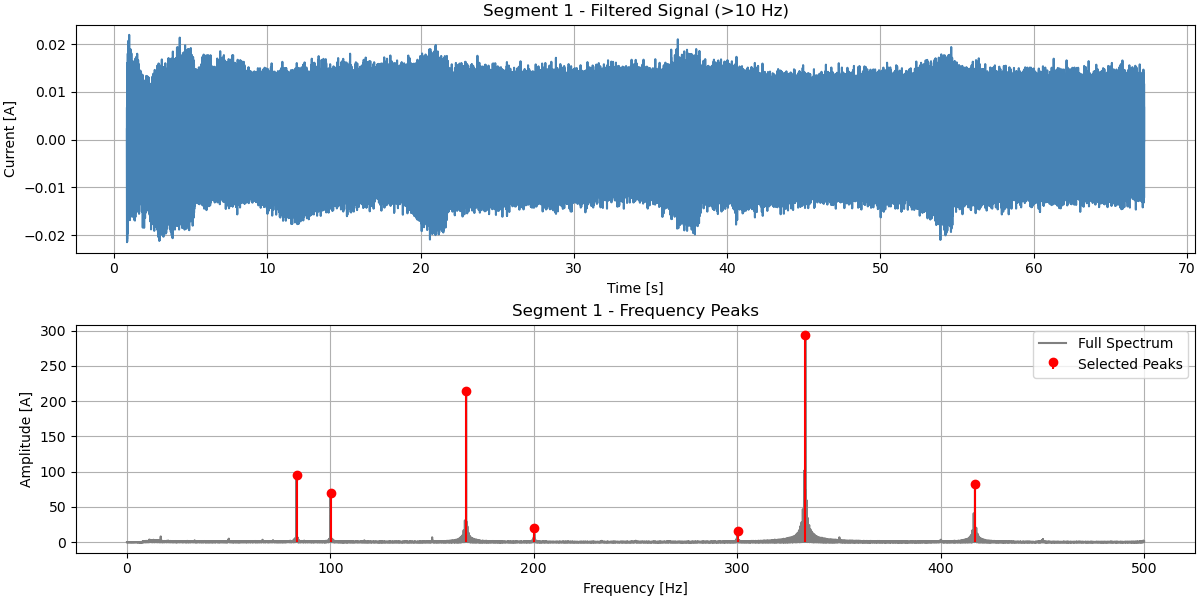 Segment 1 - Filtered Signal (>10 Hz)
Current [A]
0.02
0.01
0.00
−0.01
−0.02
0 10 20 30 40 50 60 70
Time [s]
Segment 1 - Frequency Peaks
Amplitude [A]
300
250
200
150
100
50
0
Full Spectrum
Selected Peaks
0 100 200 300 400 500
Frequency [Hz]